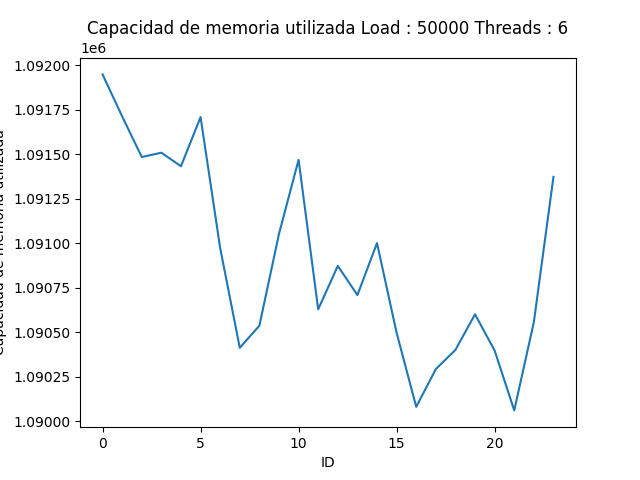 Capacidad de memoria utilizada Load : 50000 Threads : 6
1e6
1.09200
1.09175
1.09150
1.09125
1.09100
1.09075
1.09050
1.09025
1.09000
Capacidad de memoria utilizada
0 5 10 15 20
ID